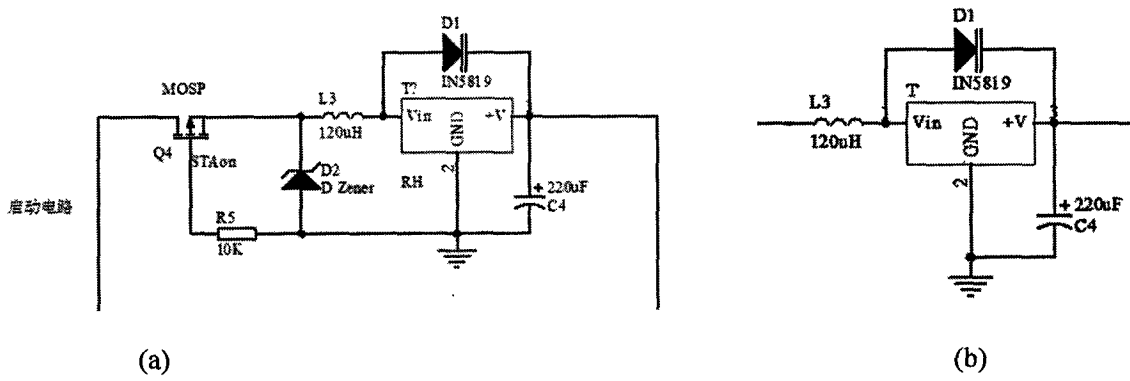 D1
IN5819
MOSP
L3
120uH
T?
Vin
GND
+V
2
Q4
STAon
D2
D Zener
RH
+ 220uF
C4
启动电路
R5
10K
(a)
D1
IN5819
L3
120uH
T
Vin
GND
+V
3
2
+ 220uF
C4
(b)